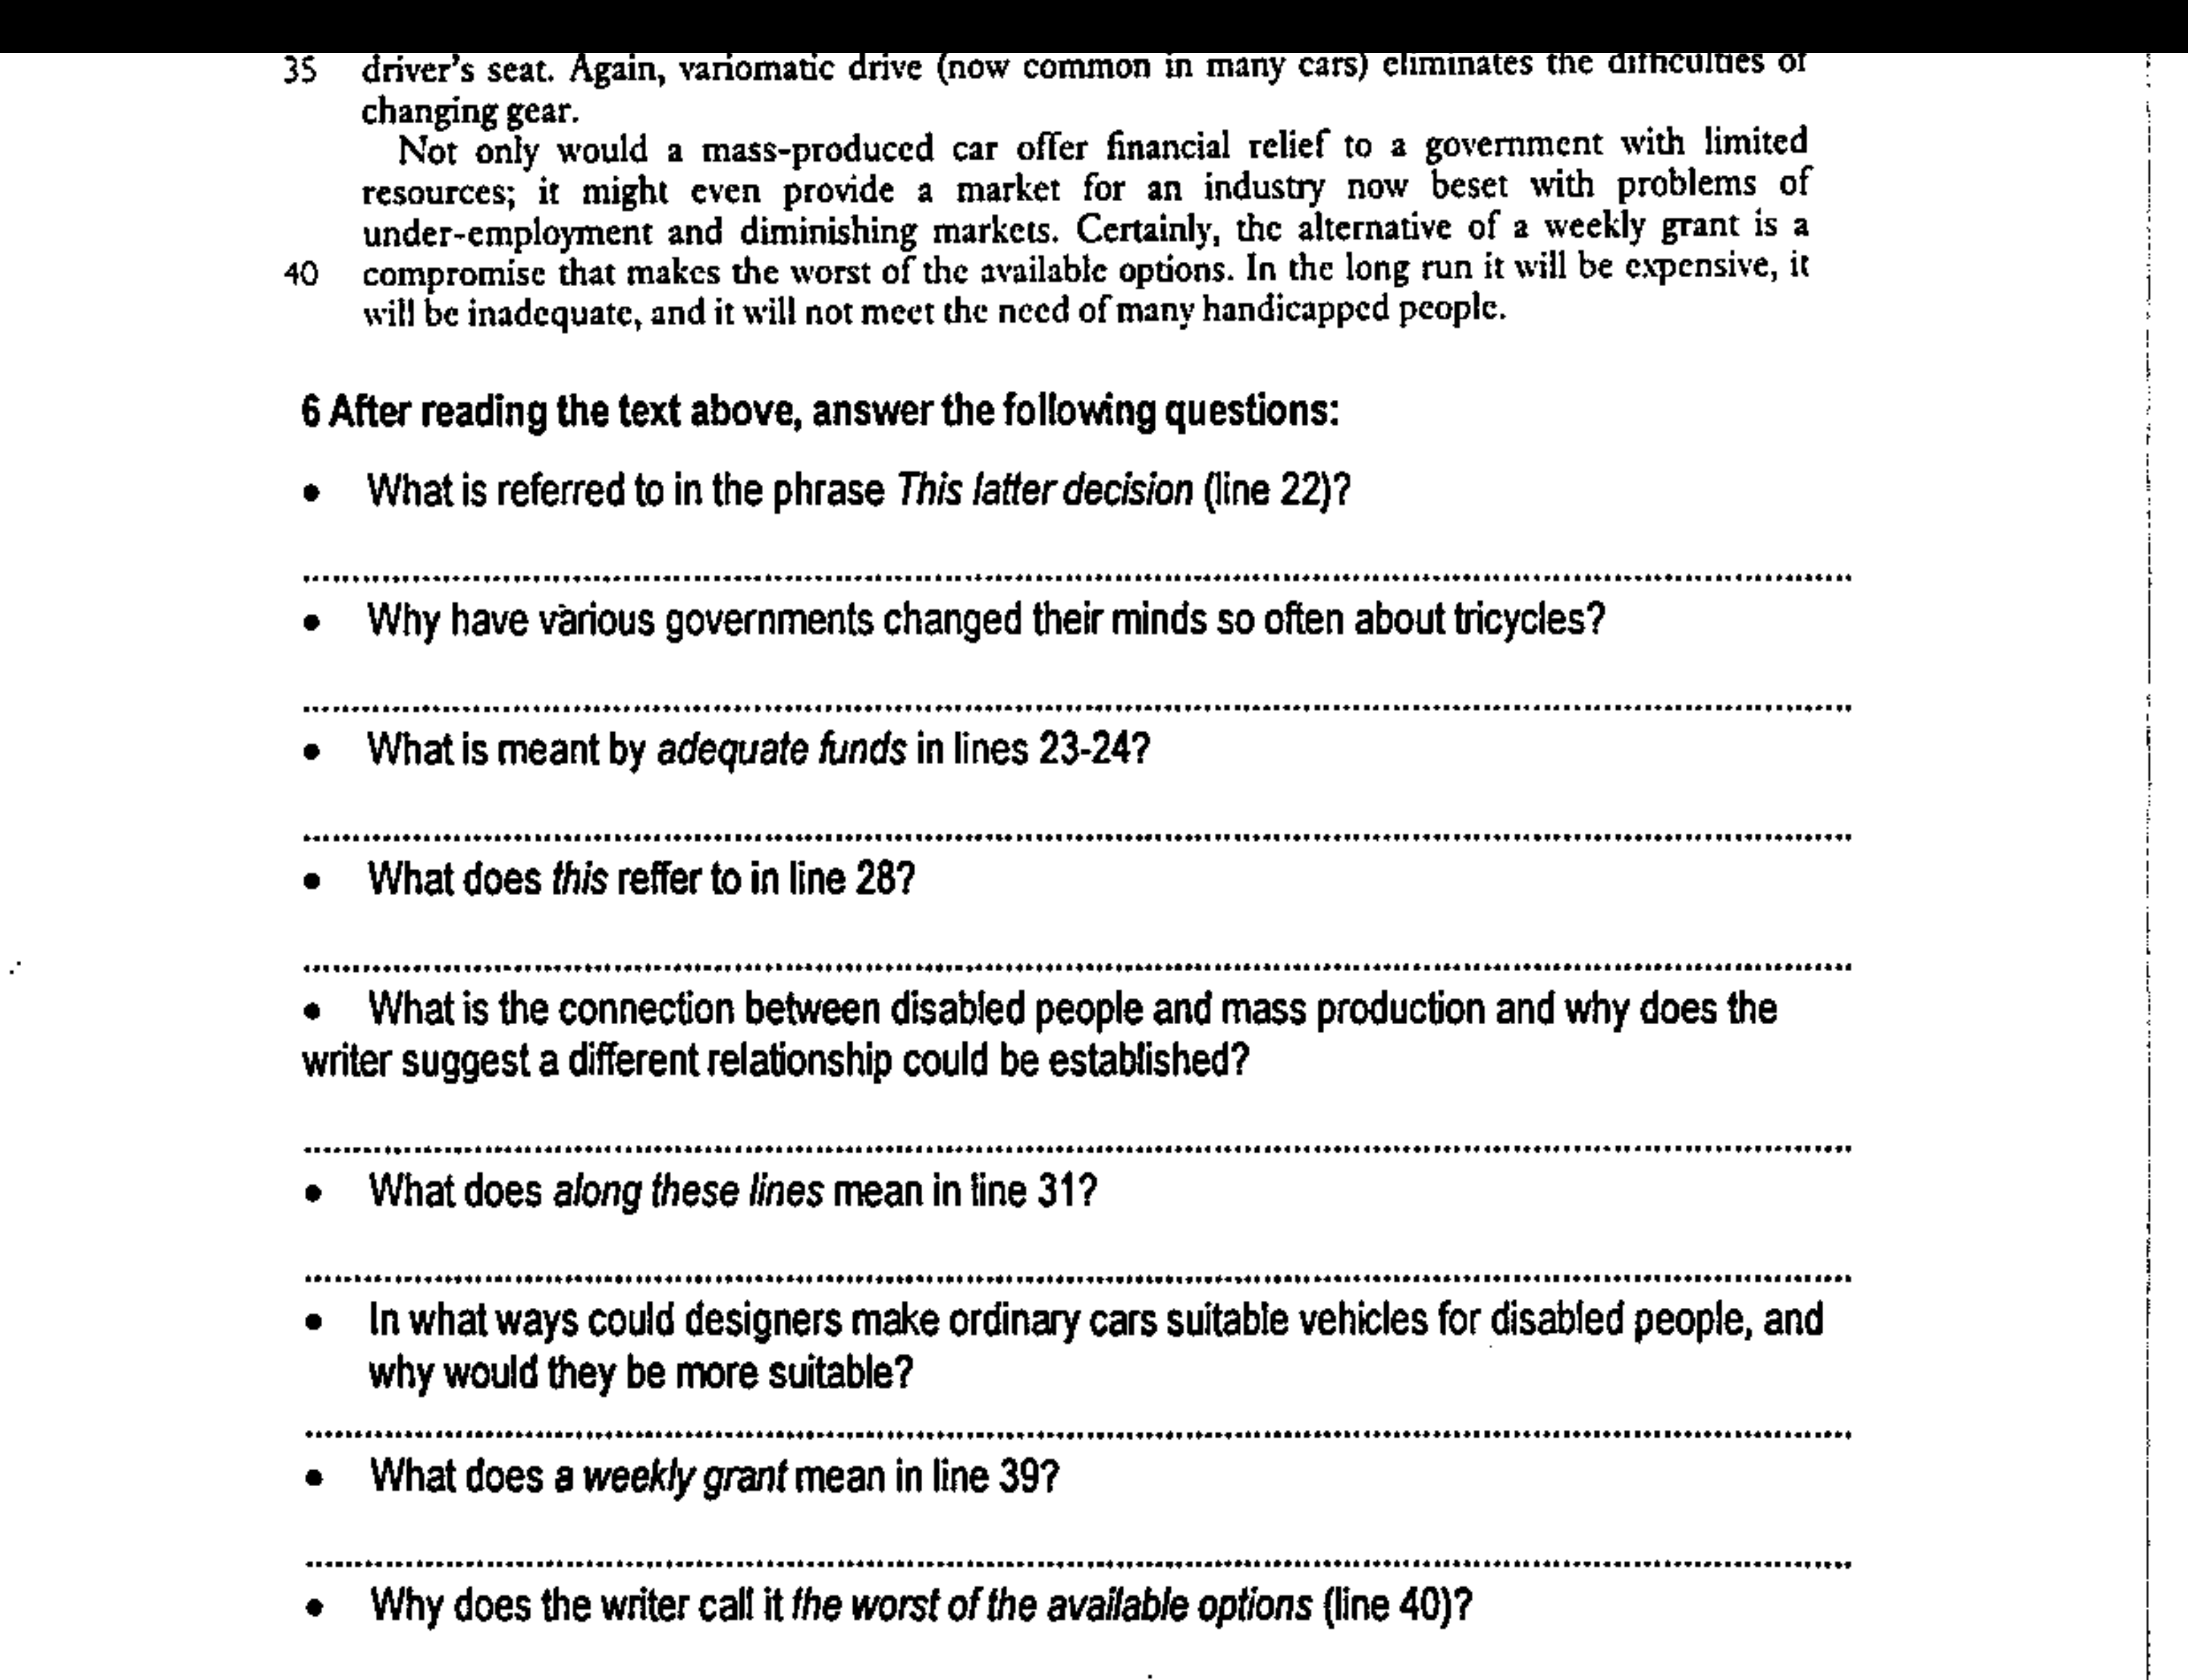 35 driver's seat. Again, variomatic drive (now common in many cars) eliminates the difficulties of
changing gear.
Not only would a mass-produced car offer financial relief to a government with limited
resources; it might even provide a market for an industry now beset with problems of
under-employment and diminishing markets. Certainly, the alternative of a weekly grant is a
40 compromise that makes the worst of the available options. In the long run it will be expensive, it
will be inadequate, and it will not meet the need of many handicapped people.
6 After reading the text above, answer the following questions:
• What is referred to in the phrase This latter decision (line 22)?
• Why have various governments changed their minds so often about tricycles?
• What is meant by adequate funds in lines 23-24?
• What does this reffer to in line 28?
• What is the connection between disabled people and mass production and why does the
writer suggest a different relationship could be established?
• What does along these lines mean in line 31?
• In what ways could designers make ordinary cars suitable vehicles for disabled people, and
why would they be more suitable?
• What does a weekly grant mean in line 39?
• Why does the writer call it the worst of the available options (line 40)?